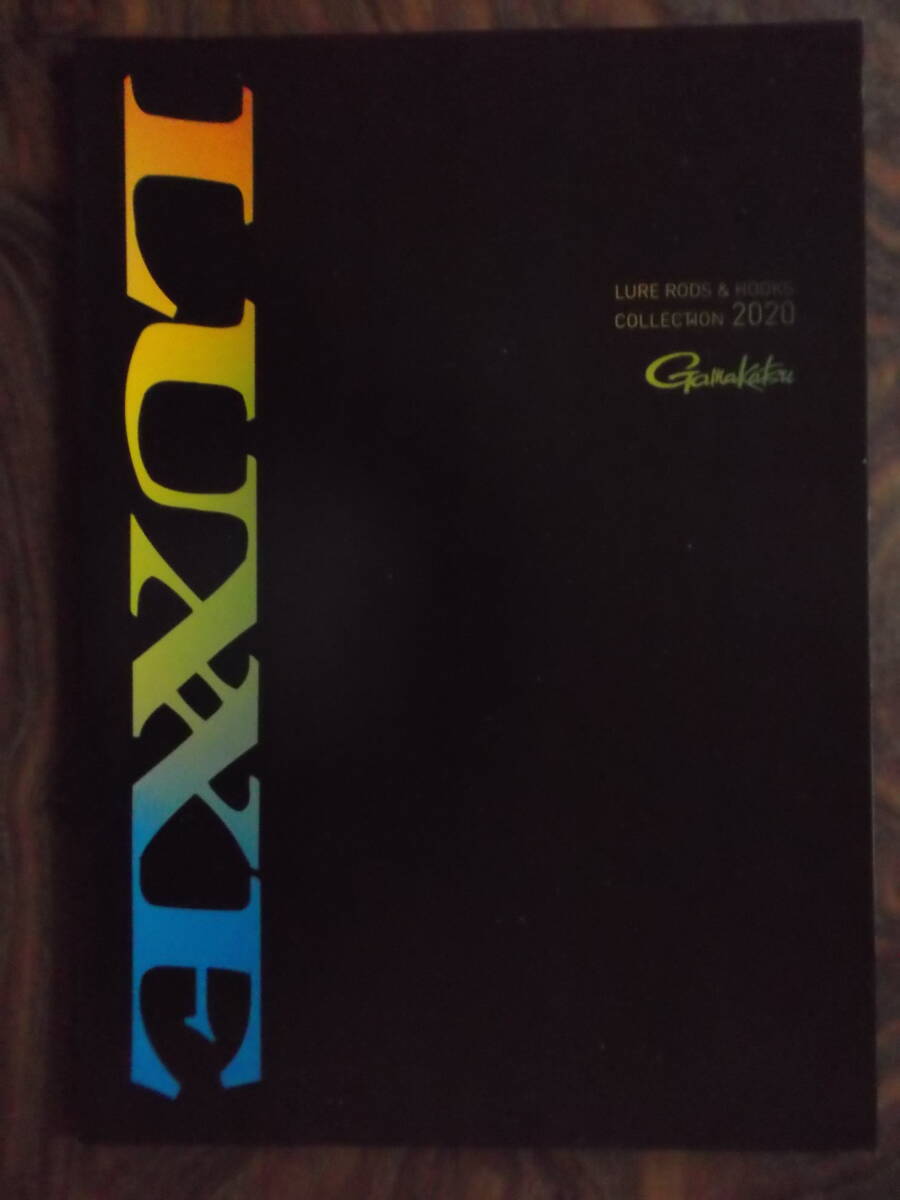 LUXXE
LURE RODS & HOOKS
COLLECTION 2020
Gamakatsu